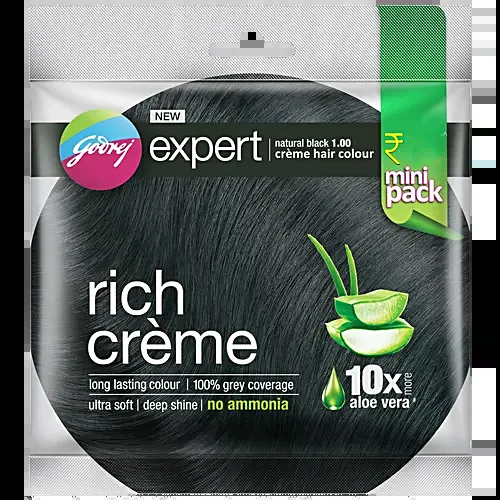 NEW
Godrej
expert
natural black 1.00
crème hair colour
₹
mini
pack
rich
crème
long lasting colour | 100% grey coverage
ultra soft | deep shine | no ammonia
10x more
aloe vera*